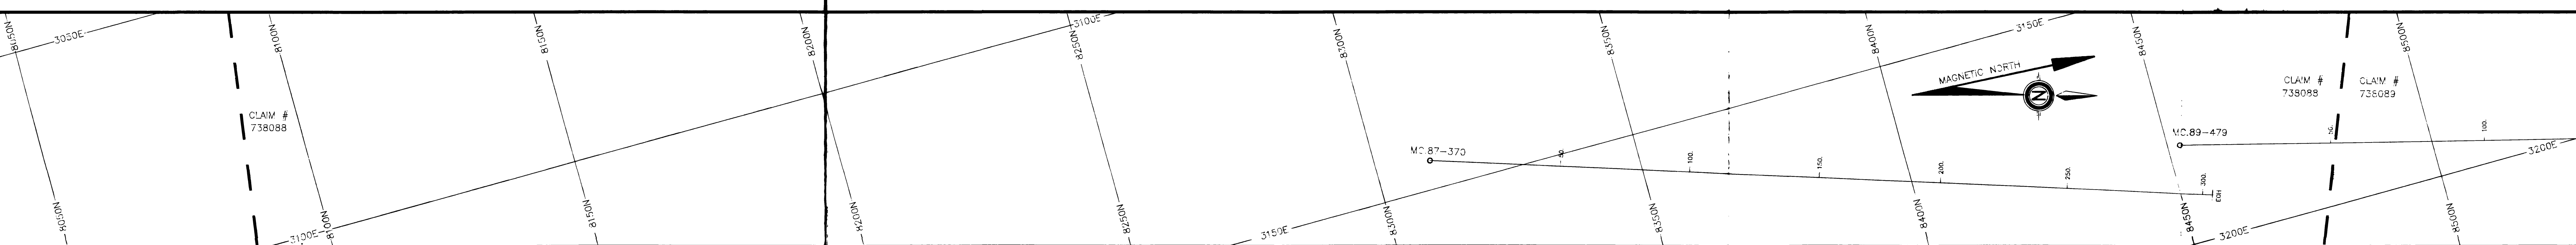 8050N
3050E
8100N
8150N
8200N
3100E
8250N
8300N
8350N
3150E
8400N
8450N
8500N
MAGNETIC NORTH
N
CLAIM #
738088
CLAIM #
738088
CLAIM #
738089
MC.87-370
50.
100.
150.
200.
250.
300.
EOH
MC.89-479
50.
100.
3200E
8050N
3100E
8100N
8150N
8200N
8250N
3150E
8300N
8350N
8400N
8450N
3200E
8500N